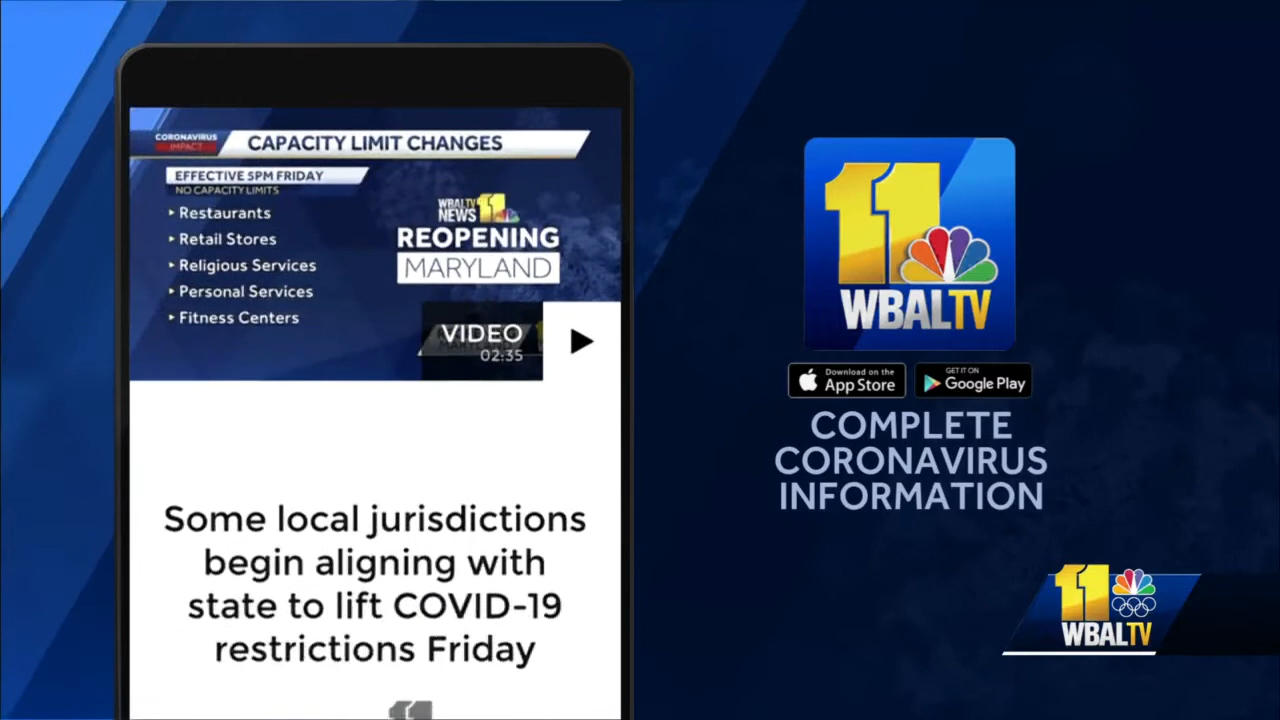 CORONAVIRUS
IMPACT
CAPACITY LIMIT CHANGES
EFFECTIVE 5PM FRIDAY
NO CAPACITY LIMITS
Restaurants
Retail Stores
Religious Services
Personal Services
Fitness Centers
WBALTV
NEWS 11
REOPENING
MARYLAND
VIDEO
02:35
Some local jurisdictions
begin aligning with
state to lift COVID-19
restrictions Friday
11
11
WBALTV
Download on the
App Store
GET IT ON
Google Play
COMPLETE
CORONAVIRUS
INFORMATION
11
WBALTV